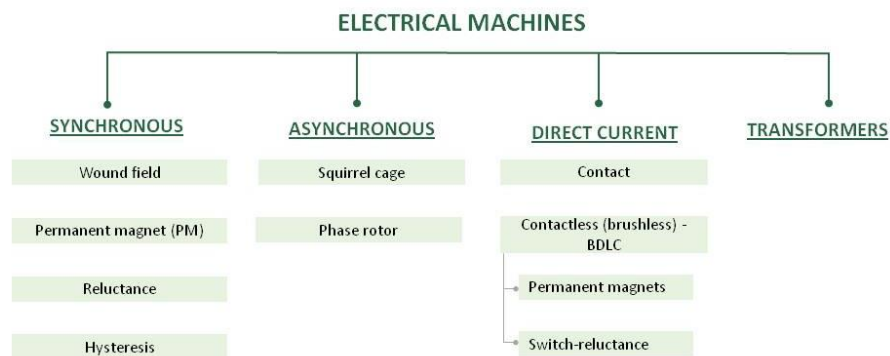 ELECTRICAL MACHINES
SYNCHRONOUS
Wound field
Permanent magnet (PM)
Reluctance
Hysteresis
ASYNCHRONOUS
Squirrel cage
Phase rotor
DIRECT CURRENT
Contact
Contactless (brushless) -
BDLC
Permanent magnets
Switch-reluctance
TRANSFORMERS